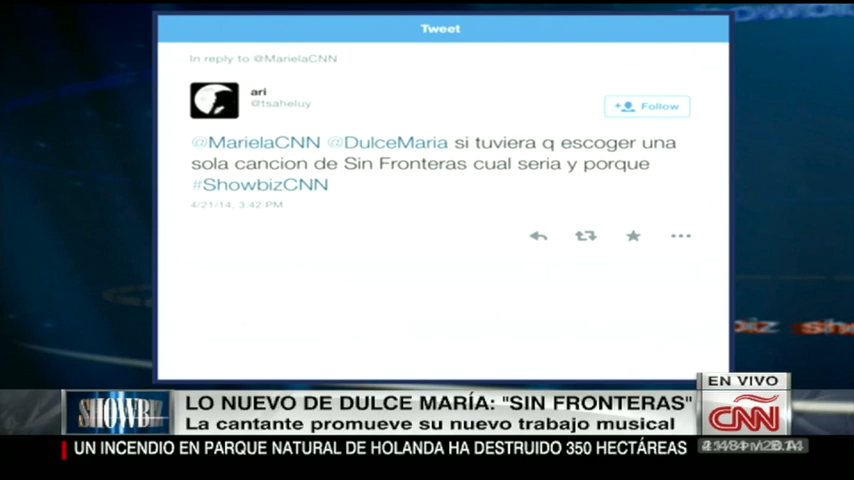 Tweet
In reply to @MarielaCNN
ari
@tsaheluy
Follow
@MarielaCNN @DulceMaria si tuviera q escoger una
sola cancion de Sin Fronteras cual seria y porque
#ShowbizCNN
4/21/14, 3:42 PM
EN VIVO
SHOWB
LO NUEVO DE DULCE MARÍA: "SIN FRONTERAS"
La cantante promueve su nuevo trabajo musical
CNN
UN INCENDIO EN PARQUE NATURAL DE HOLANDA HA DESTRUIDO 350 HECTÁREAS